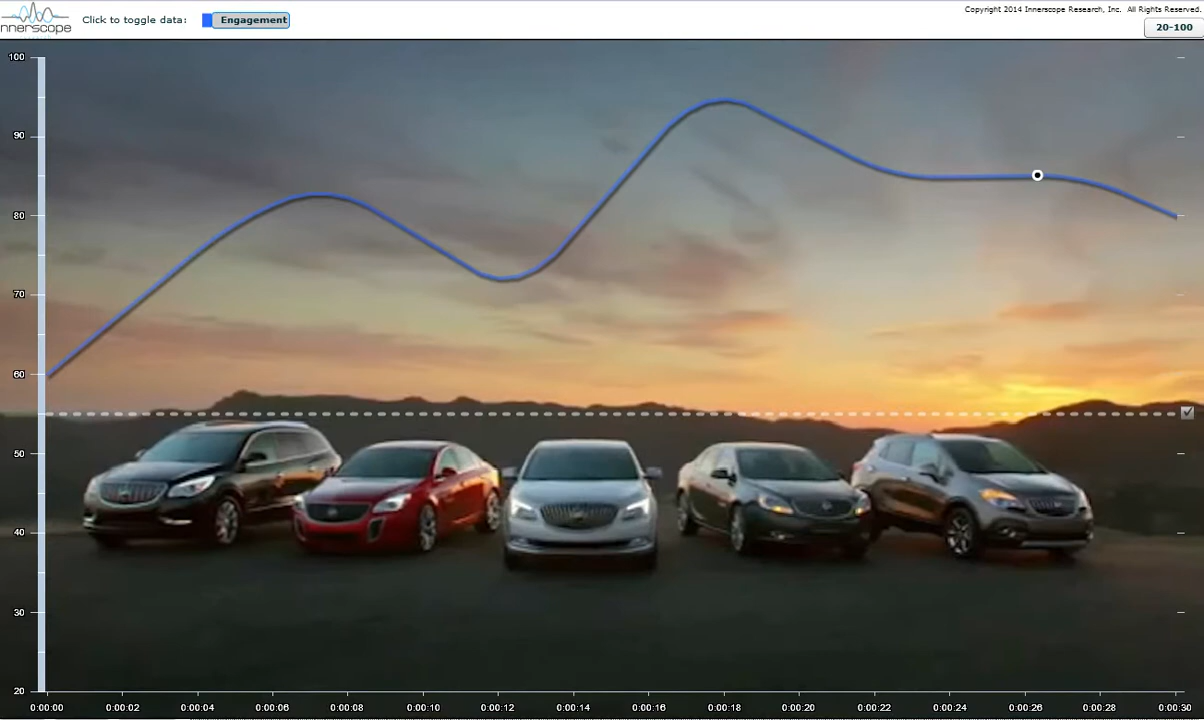 Copyright 2014 Innerscope Research, Inc. All Rights Reserved.
nnerscope
Click to toggle data:
Engagement
20-100
100
90
80
70
60
50
40
30
20
0:00:00 0:00:02 0:00:04 0:00:06 0:00:08 0:00:10 0:00:12 0:00:14 0:00:16 0:00:18 0:00:20 0:00:22 0:00:24 0:00:26 0:00:28 0:00:30